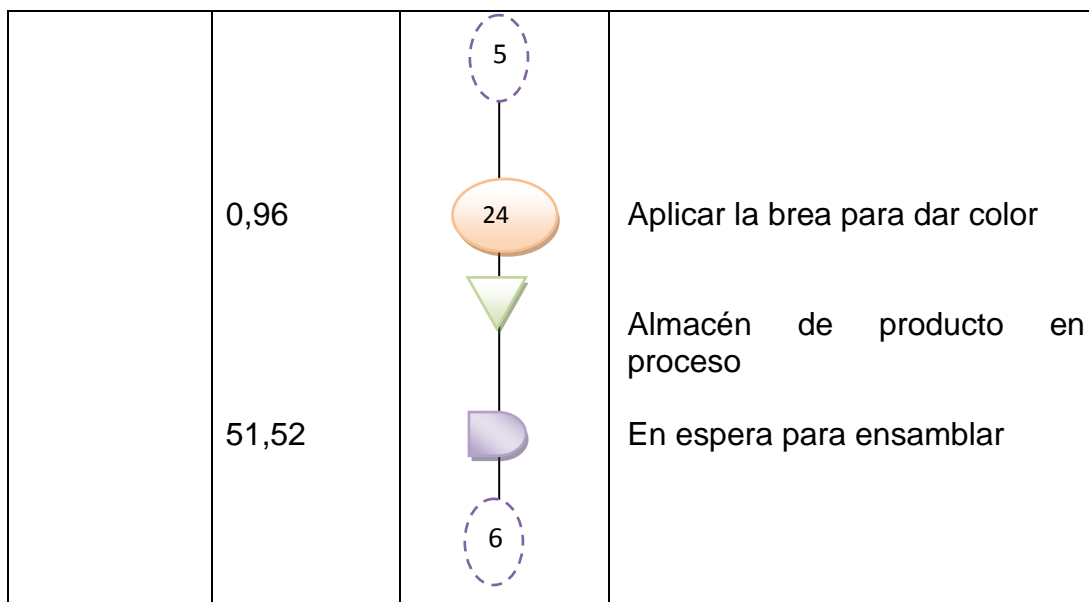 5
0,96 24 Aplicar la brea para dar color
Almacén de producto en
proceso
51,52 En espera para ensamblar
6